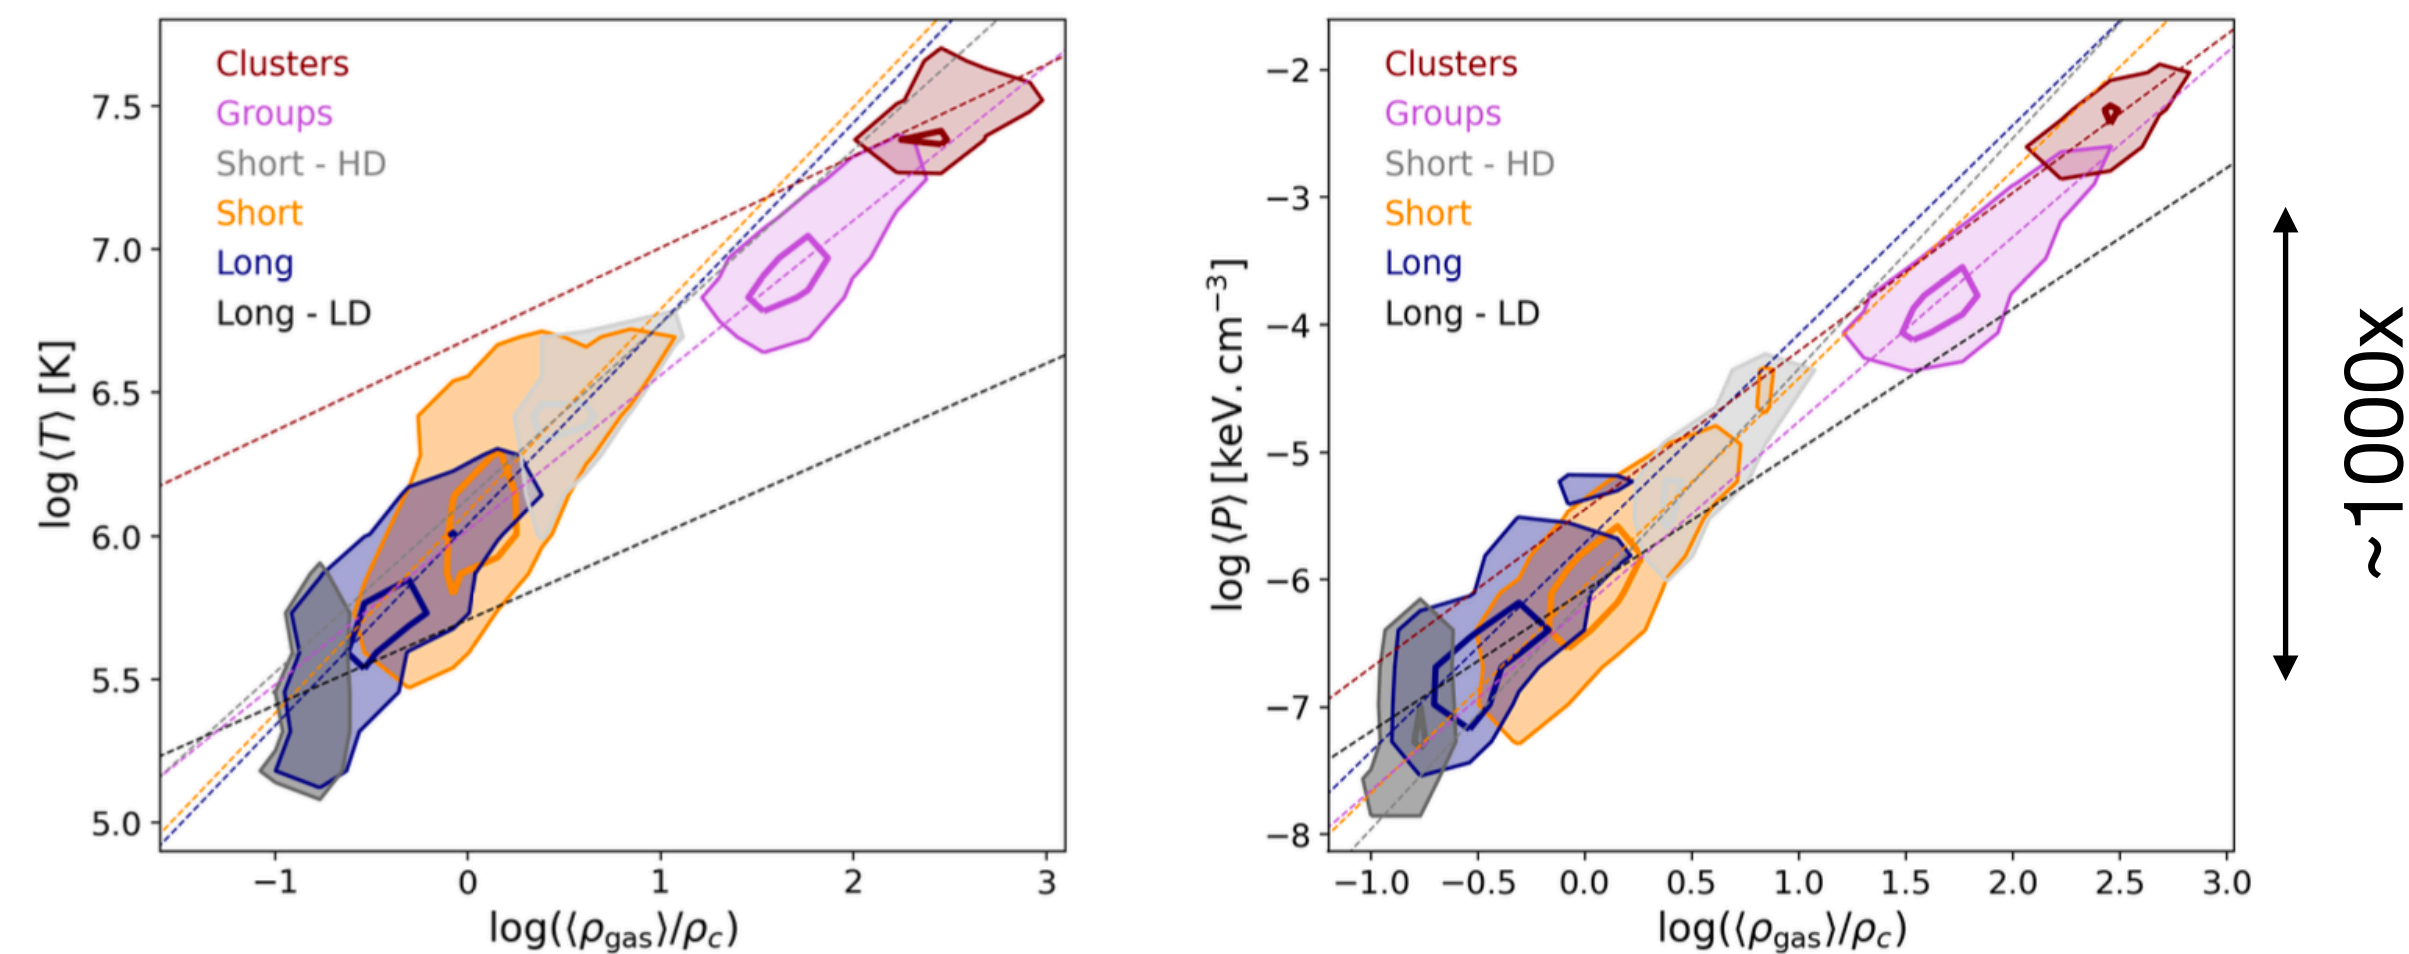 Clusters
Groups
Short - HD
Short
Long
Long - LD
7.5
7.0
6.5
6.0
5.5
5.0
log ⟨T⟩ [K]
−1 0 1 2 3
log(⟨ρgas⟩/ρc)
Clusters
Groups
Short - HD
Short
Long
Long - LD
−2
−3
−4
−5
−6
−7
−8
log ⟨P⟩ [keV.cm⁻³]
−1.0 −0.5 0.0 0.5 1.0 1.5 2.0 2.5 3.0
log(⟨ρgas⟩/ρc)
~1000x